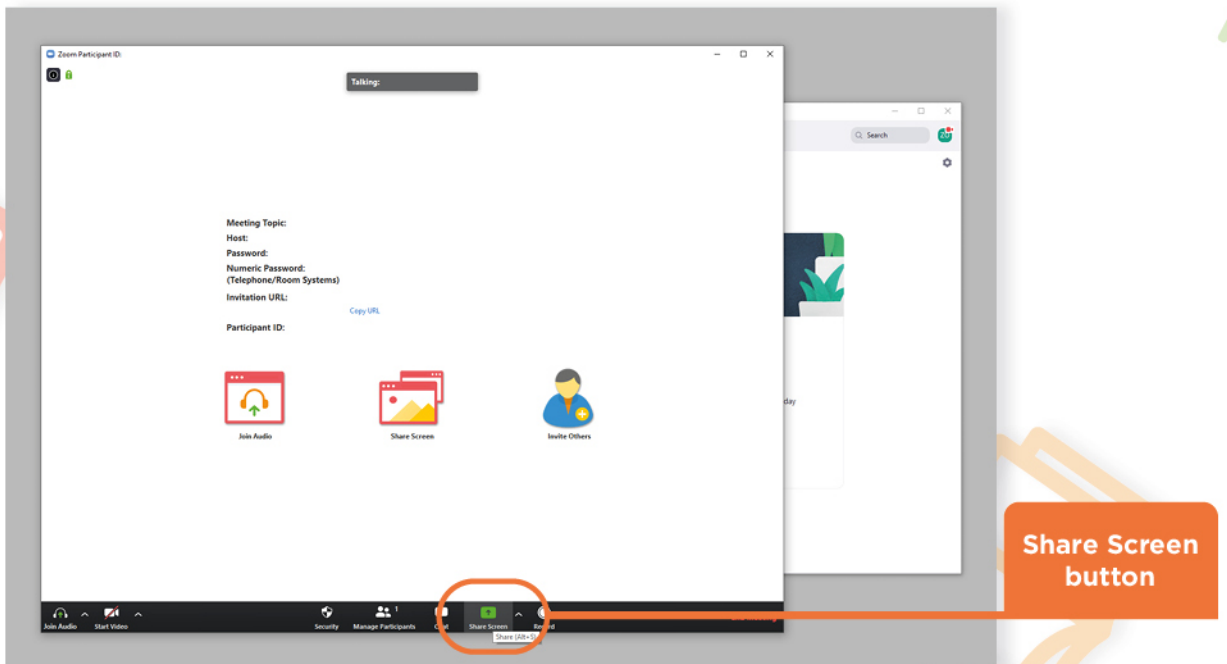 Zoom Participant ID:
Talking:
Search
ZU
Meeting Topic:
Host:
Password:
Numeric Password:
(Telephone/Room Systems)
Invitation URL:
Copy URL
Participant ID:
Join Audio
Share Screen
Invite Others
day
Share Screen
button
1
Join Audio
Start Video
Security
Manage Participants
Share Screen
Share (Alt+S)